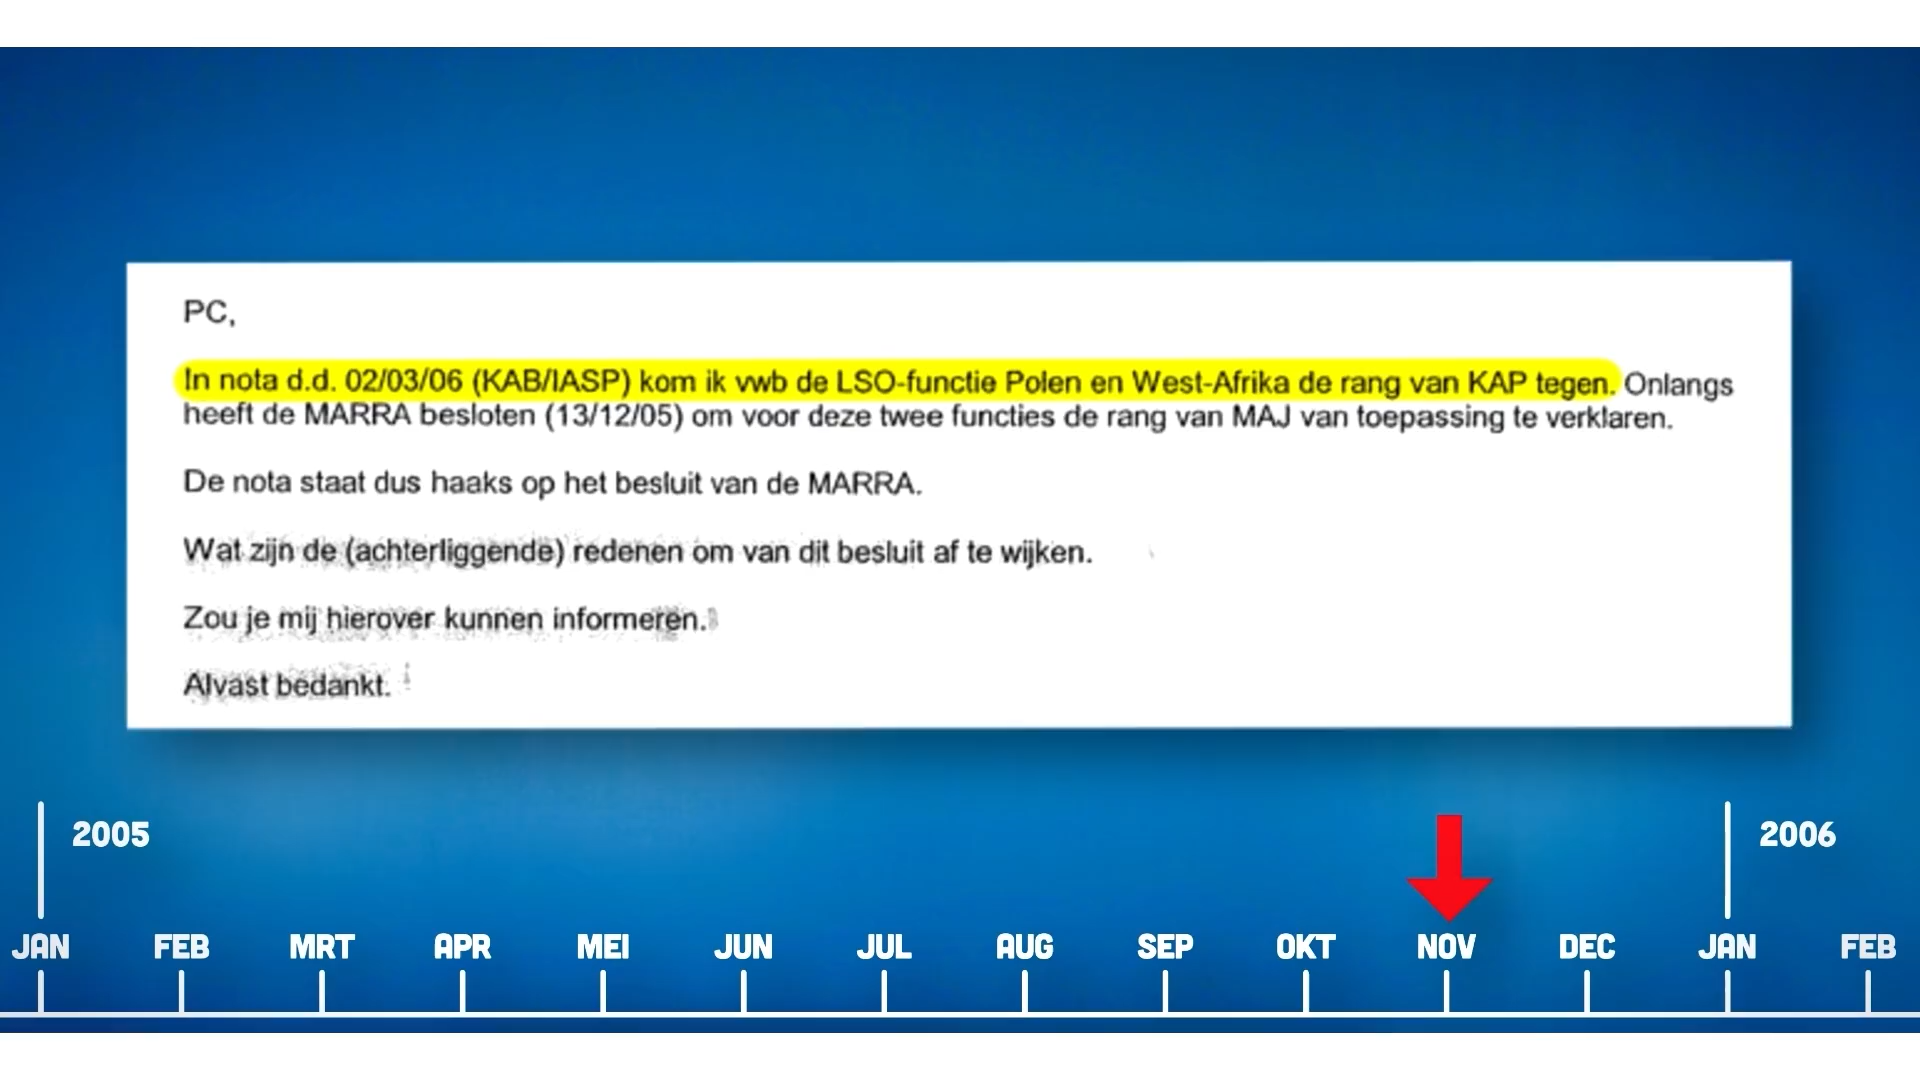 PC,
In nota d.d. 02/03/06 (KAB/IASP) kom ik vwb de LSO-functie Polen en West-Afrika de rang van KAP tegen. Onlangs
heeft de MARRA besloten (13/12/05) om voor deze twee functies de rang van MAJ van toepassing te verklaren.
De nota staat dus haaks op het besluit van de MARRA.
Wat zijn de (achterliggende) redenen om van dit besluit af te wijken.
Zou je mij hierover kunnen informeren.
Alvast bedankt.
2005 2006
JAN FEB MRT APR MEI JUN JUL AUG SEP OKT NOV DEC JAN FEB